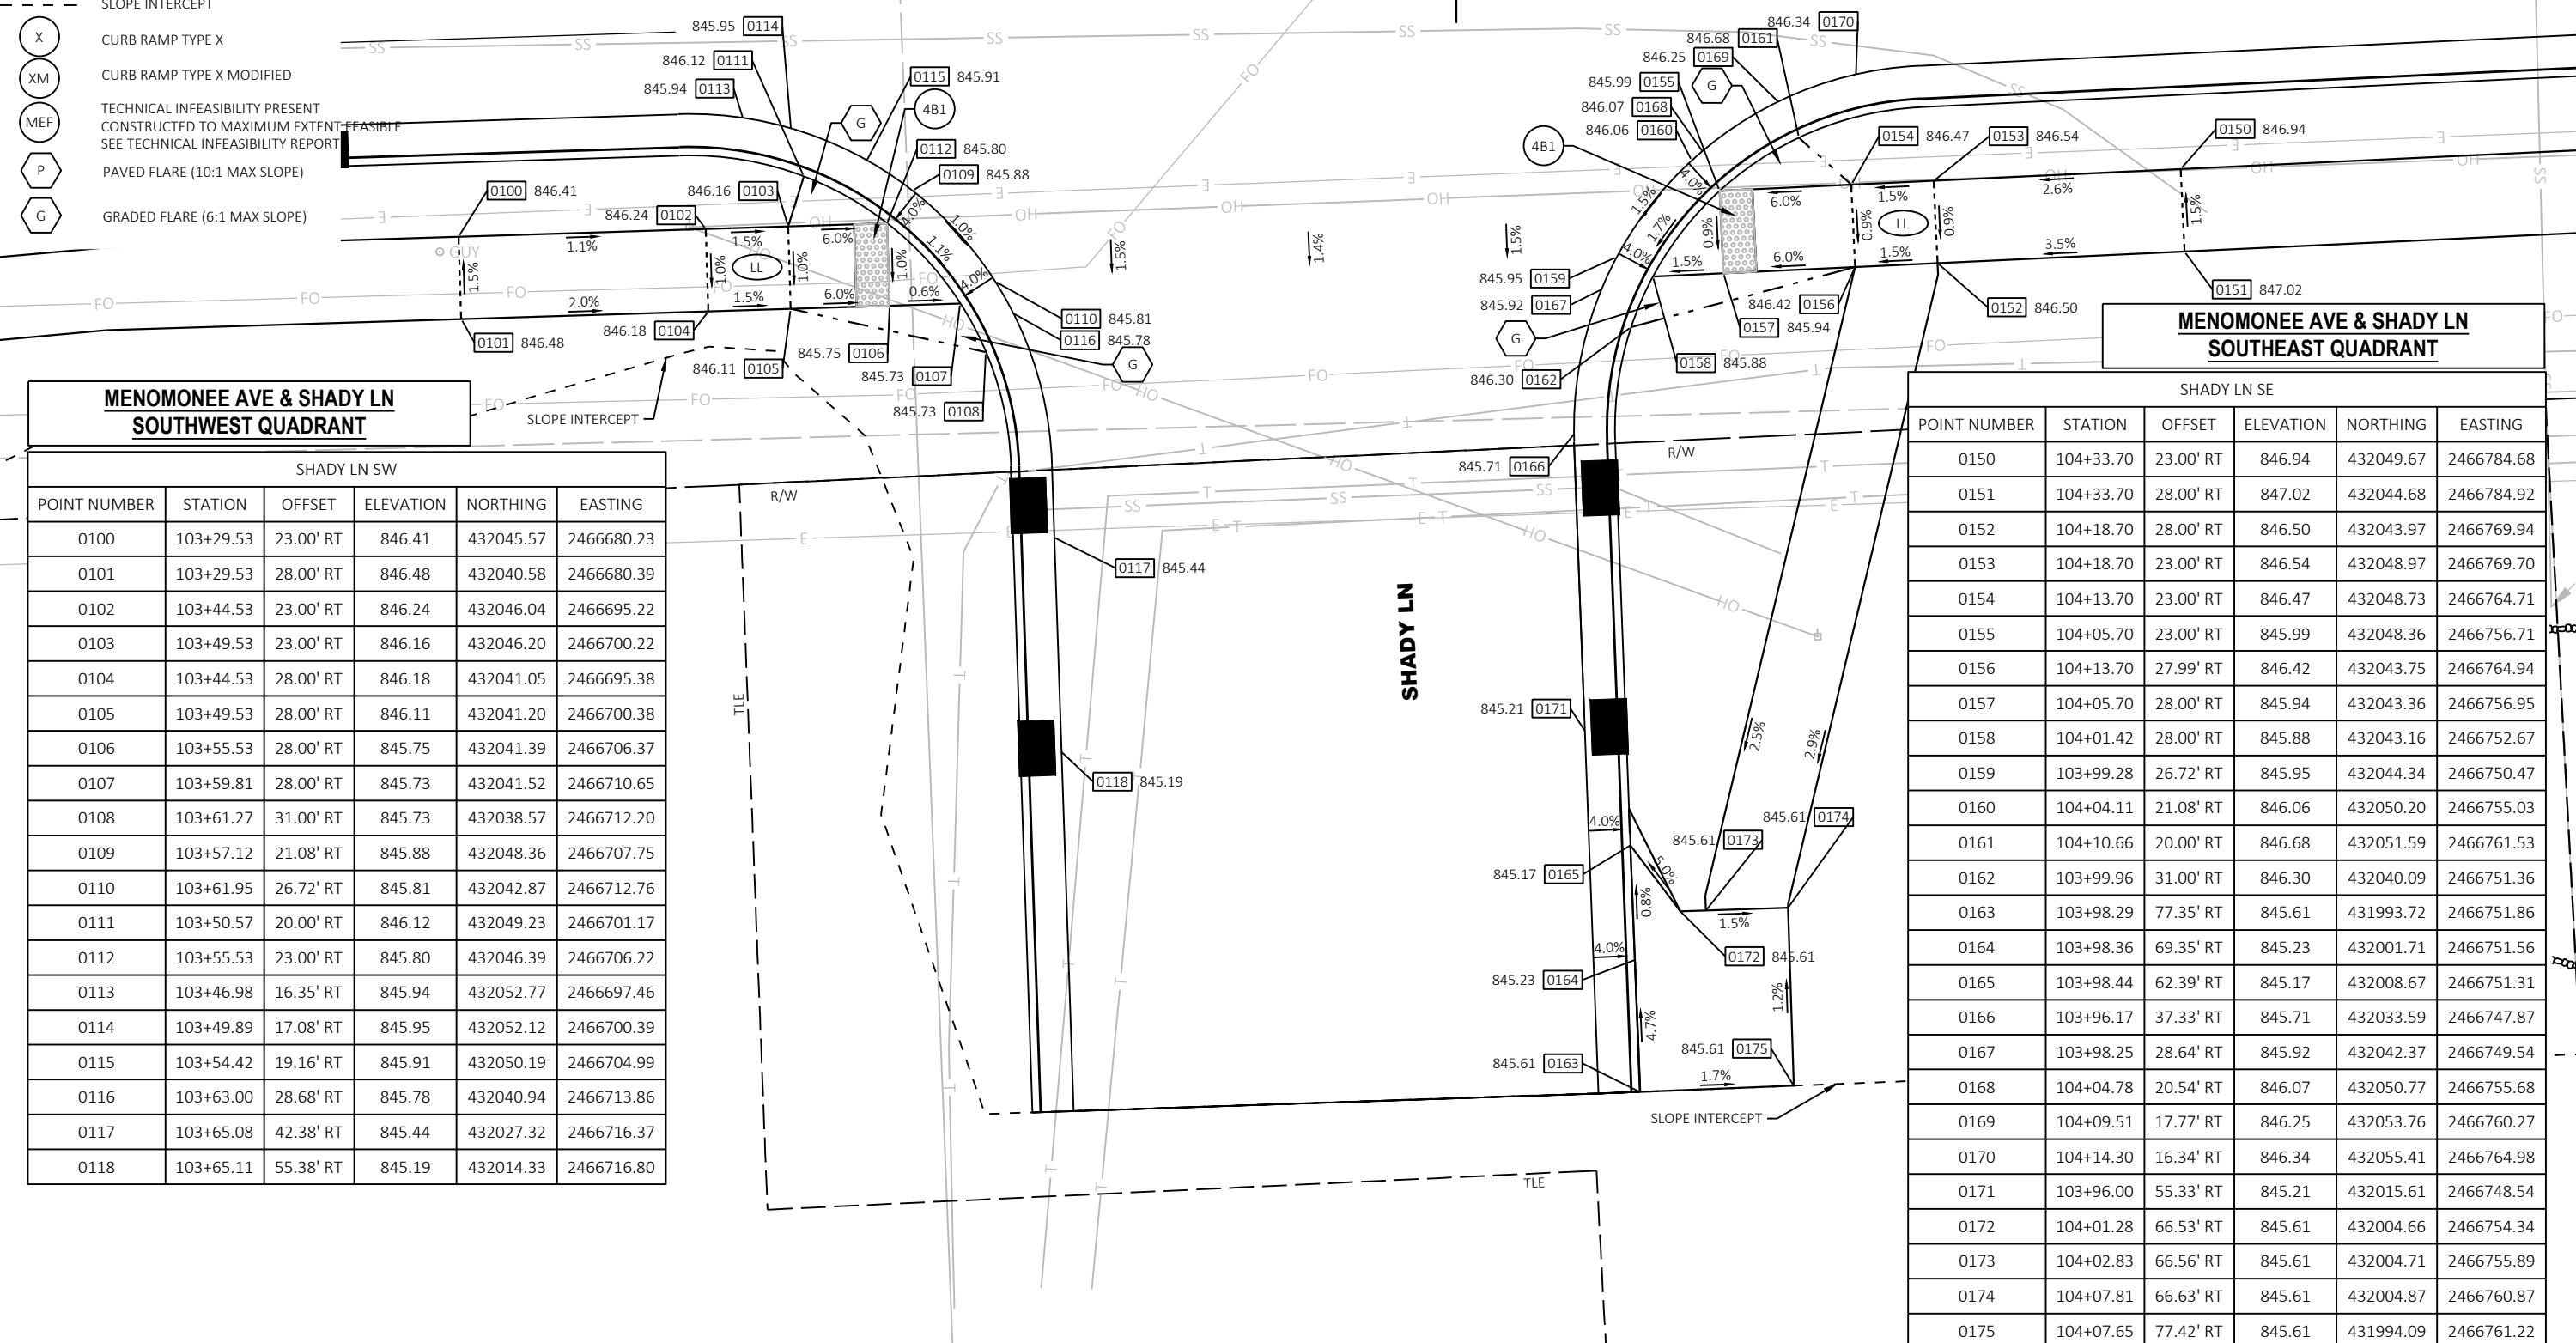 SLOPE INTERCEPT
X CURB RAMP TYPE X
XM CURB RAMP TYPE X MODIFIED
MEF TECHNICAL INFEASIBILITY PRESENT
CONSTRUCTED TO MAXIMUM EXTENT FEASIBLE
SEE TECHNICAL INFEASIBILITY REPORT
P PAVED FLARE (10:1 MAX SLOPE)
G GRADED FLARE (6:1 MAX SLOPE)
845.95 0114
846.12 0111
845.94 0113
0115 845.91
4B1
G
0112 845.80
0109 845.88
0100 846.41
846.16 0103
846.24 0102
1.1%
1.5%
6.0%
4.0%
1.0%
1.1%
4.0%
1.5%
1.0%
LL
1.0%
1.0%
2.0%
1.5%
6.0%
0.6%
GUY
0101 846.48
846.18 0104
846.11 0105
845.75 0106
845.73 0107
845.73 0108
0110 845.81
0116 845.78
G
SLOPE INTERCEPT
1.5%
1.4%
1.5%
846.34 0170
846.68 0161
846.25 0169
845.99 0155
G
846.07 0168
846.06 0160
4B1
0154 846.47
0153 846.54
0150 846.94
4.0%
1.5%
1.7%
4.0%
6.0%
1.5%
2.6%
0.9%
0.9%
LL
0.9%
1.5%
1.5%
6.0%
1.5%
3.5%
845.95 0159
845.92 0167
846.42 0156
0157 845.94
0152 846.50
0151 847.02
G
0158 845.88
846.30 0162
845.71 0166
R/W
R/W
MENOMONEE AVE & SHADY LN
SOUTHWEST QUADRANT
MENOMONEE AVE & SHADY LN
SOUTHEAST QUADRANT
SHADY LN SW
POINT NUMBER STATION OFFSET ELEVATION NORTHING EASTING
0100 103+29.53 23.00' RT 846.41 432045.57 2466680.23
0101 103+29.53 28.00' RT 846.48 432040.58 2466680.39
0102 103+44.53 23.00' RT 846.24 432046.04 2466695.22
0103 103+49.53 23.00' RT 846.16 432046.20 2466700.22
0104 103+44.53 28.00' RT 846.18 432041.05 2466695.38
0105 103+49.53 28.00' RT 846.11 432041.20 2466700.38
0106 103+55.53 28.00' RT 845.75 432041.39 2466706.37
0107 103+59.81 28.00' RT 845.73 432041.52 2466710.65
0108 103+61.27 31.00' RT 845.73 432038.57 2466712.20
0109 103+57.12 21.08' RT 845.88 432048.36 2466707.75
0110 103+61.95 26.72' RT 845.81 432042.87 2466712.76
0111 103+50.57 20.00' RT 846.12 432049.23 2466701.17
0112 103+55.53 23.00' RT 845.80 432046.39 2466706.22
0113 103+46.98 16.35' RT 845.94 432052.77 2466697.46
0114 103+49.89 17.08' RT 845.95 432052.12 2466700.39
0115 103+54.42 19.16' RT 845.91 432050.19 2466704.99
0116 103+63.00 28.68' RT 845.78 432040.94 2466713.86
0117 103+65.08 42.38' RT 845.44 432027.32 2466716.37
0118 103+65.11 55.38' RT 845.19 432014.33 2466716.80
TLE
0117 845.44
0118 845.19
SHADY LN
845.21 0171
2.5%
2.9%
845.61 0174
845.61 0173
4.0%
5.0%
845.17 0165
0.8%
1.5%
4.0%
0172 845.61
845.23 0164
1.2%
4.7%
845.61 0175
845.61 0163
1.7%
SLOPE INTERCEPT
TLE
SHADY LN SE
POINT NUMBER STATION OFFSET ELEVATION NORTHING EASTING
0150 104+33.70 23.00' RT 846.94 432049.67 2466784.68
0151 104+33.70 28.00' RT 847.02 432044.68 2466784.92
0152 104+18.70 28.00' RT 846.50 432043.97 2466769.94
0153 104+18.70 23.00' RT 846.54 432048.97 2466769.70
0154 104+13.70 23.00' RT 846.47 432048.73 2466764.71
0155 104+05.70 23.00' RT 845.99 432048.36 2466756.71
0156 104+13.70 27.99' RT 846.42 432043.75 2466764.94
0157 104+05.70 28.00' RT 845.94 432043.36 2466756.95
0158 104+01.42 28.00' RT 845.88 432043.16 2466752.67
0159 103+99.28 26.72' RT 845.95 432044.34 2466750.47
0160 104+04.11 21.08' RT 846.06 432050.20 2466755.03
0161 104+10.66 20.00' RT 846.68 432051.59 2466761.53
0162 103+99.96 31.00' RT 846.30 432040.09 2466751.36
0163 103+98.29 77.35' RT 845.61 431993.72 2466751.86
0164 103+98.36 69.35' RT 845.23 432001.71 2466751.56
0165 103+98.44 62.39' RT 845.17 432008.67 2466751.31
0166 103+96.17 37.33' RT 845.71 432033.59 2466747.87
0167 103+98.25 28.64' RT 845.92 432042.37 2466749.54
0168 104+04.78 20.54' RT 846.07 432050.77 2466755.68
0169 104+09.51 17.77' RT 846.25 432053.76 2466760.27
0170 104+14.30 16.34' RT 846.34 432055.41 2466764.98
0171 103+96.00 55.33' RT 845.21 432015.61 2466748.54
0172 104+01.28 66.53' RT 845.61 432004.66 2466754.34
0173 104+02.83 66.56' RT 845.61 432004.71 2466755.89
0174 104+07.81 66.63' RT 845.61 432004.87 2466760.87
0175 104+07.65 77.42' RT 845.61 431994.09 2466761.22